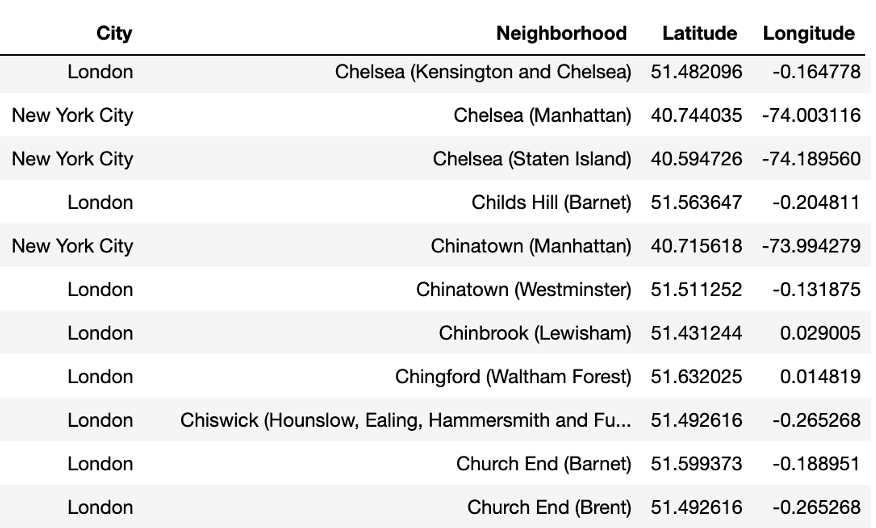 City Neighborhood Latitude Longitude
London Chelsea (Kensington and Chelsea) 51.482096 -0.164778
New York City Chelsea (Manhattan) 40.744035 -74.003116
New York City Chelsea (Staten Island) 40.594726 -74.189560
London Childs Hill (Barnet) 51.563647 -0.204811
New York City Chinatown (Manhattan) 40.715618 -73.994279
London Chinatown (Westminster) 51.511252 -0.131875
London Chinbrook (Lewisham) 51.431244 0.029005
London Chingford (Waltham Forest) 51.632025 0.014819
London Chiswick (Hounslow, Ealing, Hammersmith and Fu... 51.492616 -0.265268
London Church End (Barnet) 51.599373 -0.188951
London Church End (Brent) 51.492616 -0.265268